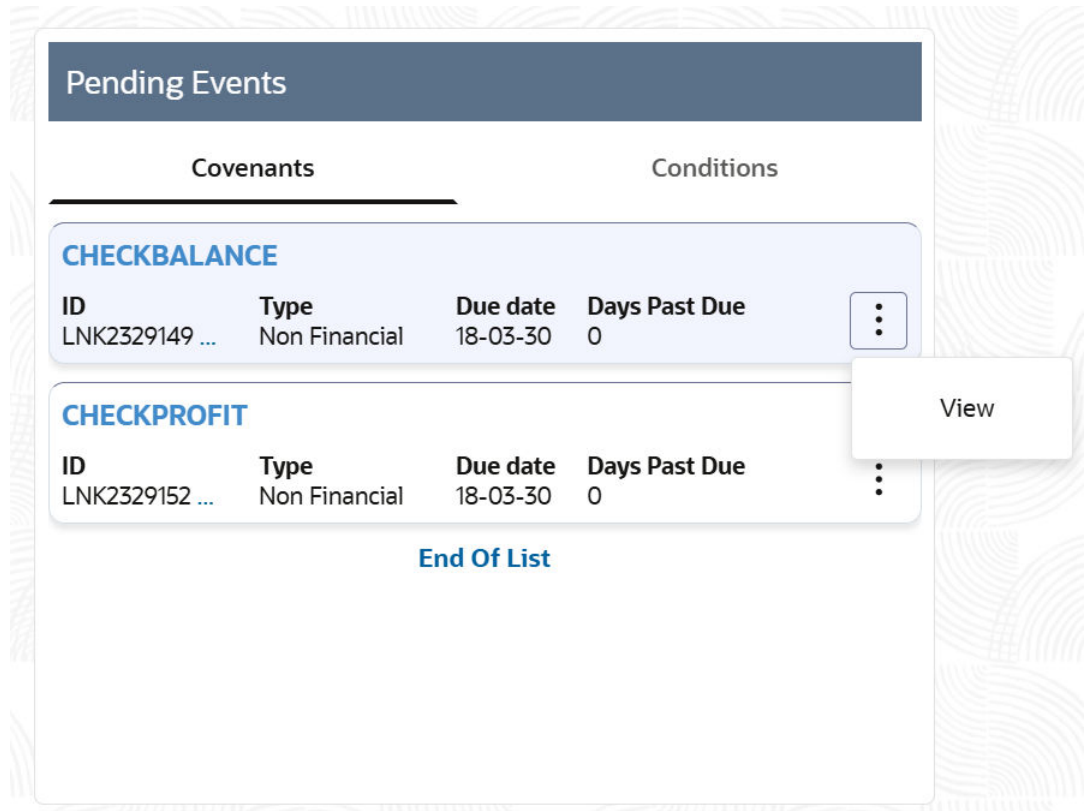 Pending Events
Covenants Conditions
CHECKBALANCE
ID Type Due date Days Past Due
LNK2329149 ... Non Financial 18-03-30 0
View
CHECKPROFIT
ID Type Due date Days Past Due
LNK2329152 ... Non Financial 18-03-30 0
End Of List